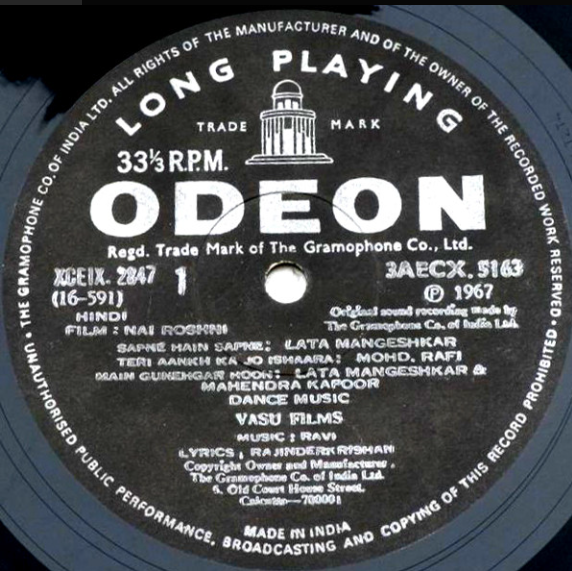 UNAUTHORISED PUBLIC PERFORMANCE, BROADCASTING AND COPYING OF THIS RECORD PROHIBITED • THE GRAMOPHONE CO. OF INDIA LTD. ALL RIGHTS OF THE MANUFACTURER AND OF THE OWNER OF THE RECORDED WORK RESERVED •
LONG PLAYING
TRADE MARK
33⅓ R.P.M.
ODEON
Regd. Trade Mark of The Gramophone Co., Ltd.
XCEIX. 2847 1 3AECX. 5163
(16-591) Ⓟ 1967
HINDI Original sound recording made by
FILM : NAI ROSHNI The Gramophone Co. of India Ltd.
SAPNE HAIN SAPNE; LATA MANGESHKAR
TERI AANKH KA JO ISHAARA; MOHD. RAFI
MAIN GUNEHGAR HOON; LATA MANGESHKAR &
MAHENDRA KAPOOR
DANCE MUSIC
VASU FILMS
MUSIC : RAVI
LYRICS ; RAJINDERKRISHAN
Copyright Owner and Manufacturer .
The Gramophone Co. of India Ltd.
6, Old Court House Street.
Calcutta—700001
MADE IN INDIA